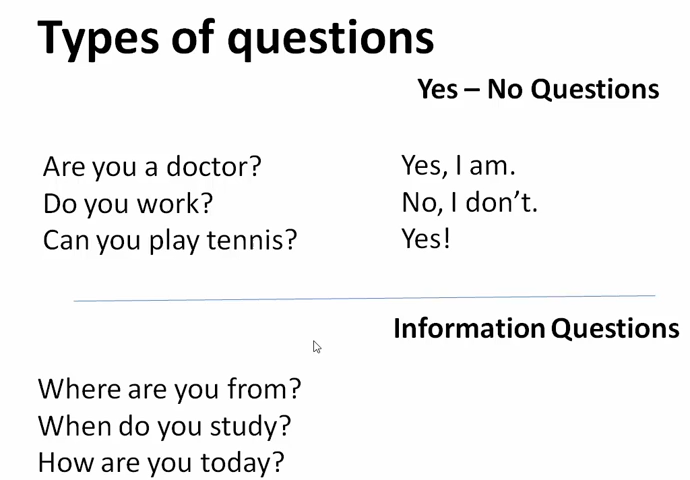 Types of questions
Yes – No Questions
Are you a doctor? Yes, I am.
Do you work? No, I don't.
Can you play tennis? Yes!
Information Questions
Where are you from?
When do you study?
How are you today?